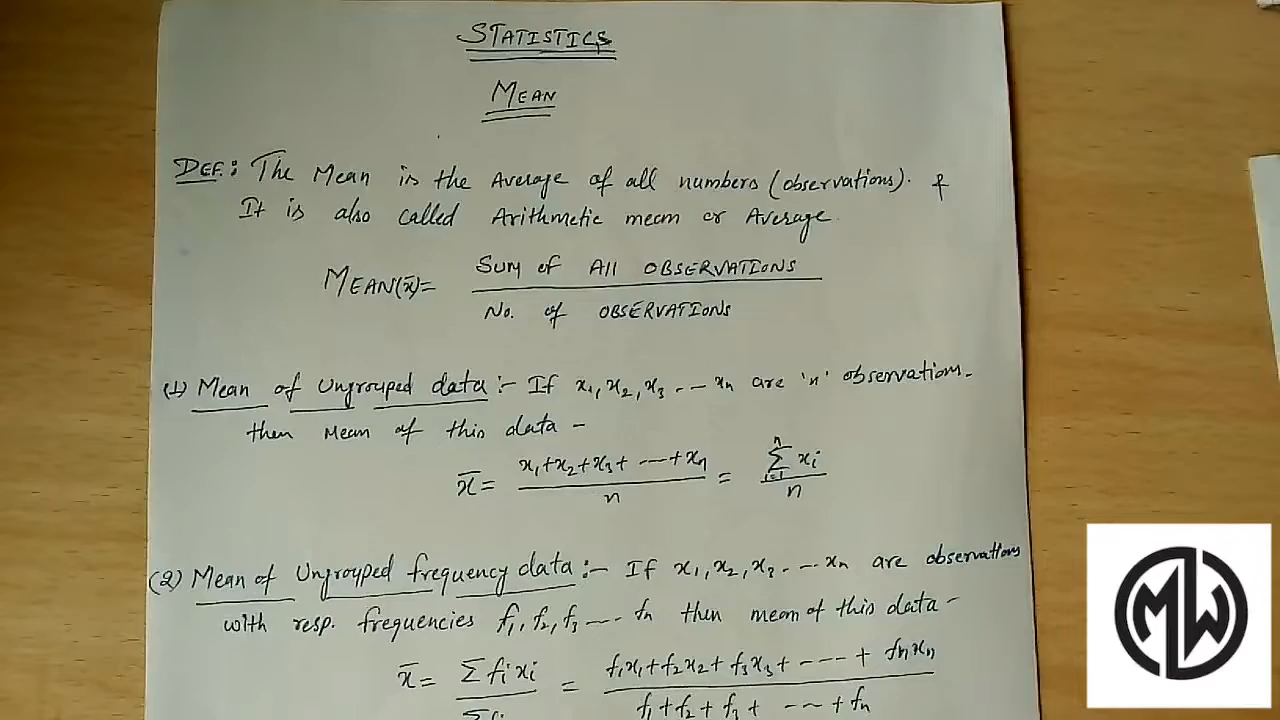 STATISTICS
MEAN
DEF.: The Mean is the Average of all numbers (observations). &
It is also called Arithmetic mean or Average.
MEAN(x̄) = Sum of All OBSERVATIONS / No. of OBSERVATIONS
(1) Mean of Ungrouped data :- If x₁, x₂, x₃ .-- xₙ are 'n' observations.
then Mean of this data -
x̄ = x₁+x₂+x₃+ ---+xₙ / n = Σⁿᵢ₌₁ xᵢ / n
(2) Mean of Ungrouped frequency data :- If x₁, x₂, x₃ .-.. xₙ are observations
with resp. frequencies f₁, f₂, f₃ --.. fₙ then mean of this data -
x̄ = Σfᵢxᵢ / Σfᵢ = f₁x₁+f₂x₂+f₃x₃+ ---+ fₙxₙ / f₁+f₂+f₃+ --~+fₙ
MW